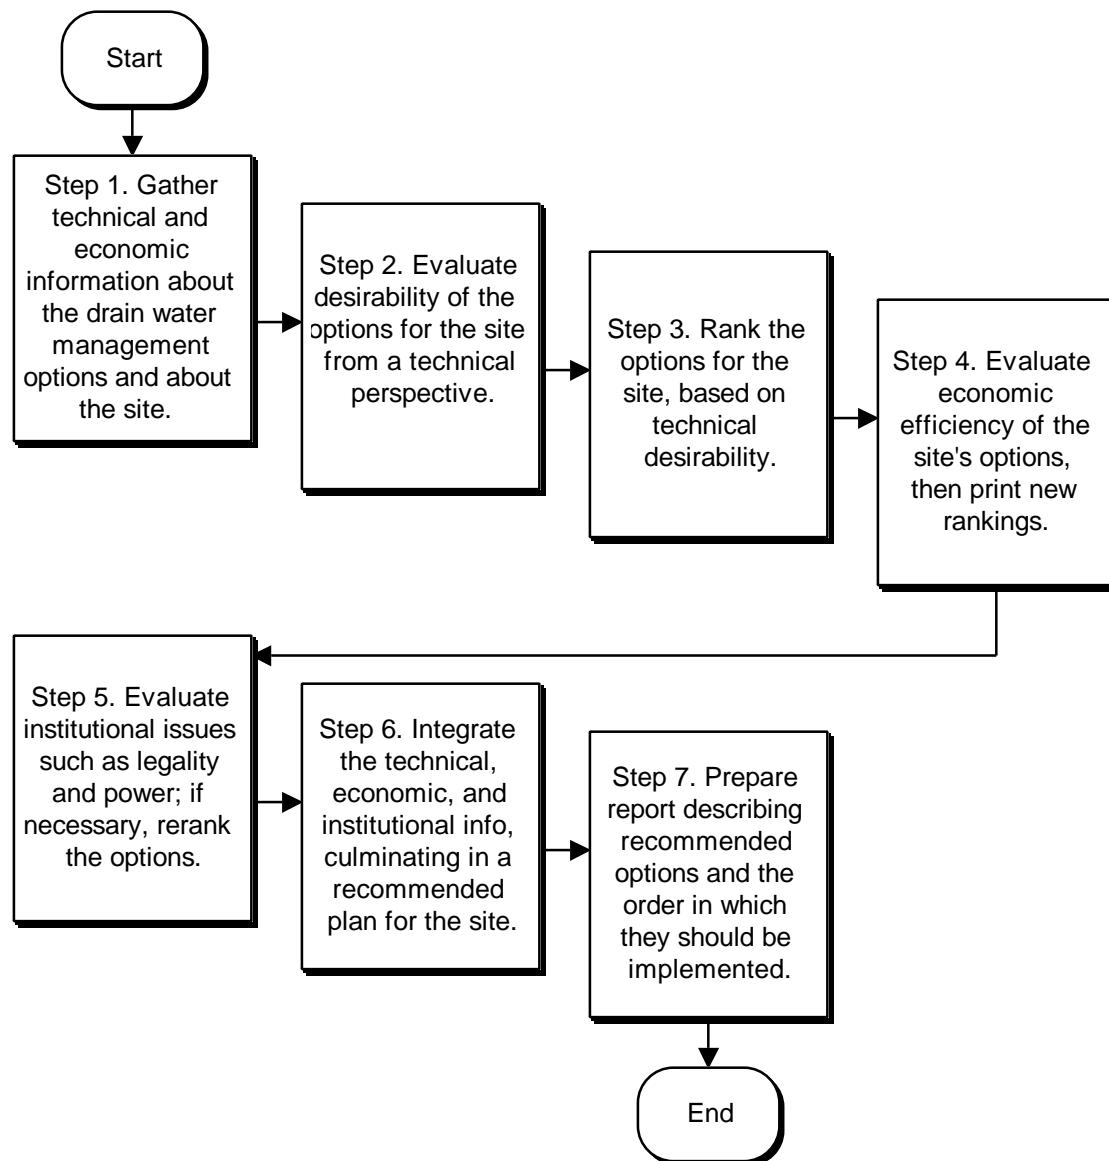 Start
Step 1. Gather
technical and
economic
information about
the drain water
management
options and about
the site.
Step 2. Evaluate
desirability of the
options for the site
from a technical
perspective.
Step 3. Rank the
options for the
site, based on
technical
desirability.
Step 4. Evaluate
economic
efficiency of the
site's options,
then print new
rankings.
Step 5. Evaluate
institutional issues
such as legality
and power; if
necessary, rerank
the options.
Step 6. Integrate
the technical,
economic, and
institutional info,
culminating in a
recommended
plan for the site.
Step 7. Prepare
report describing
recommended
options and the
order in which
they should be
implemented.
End